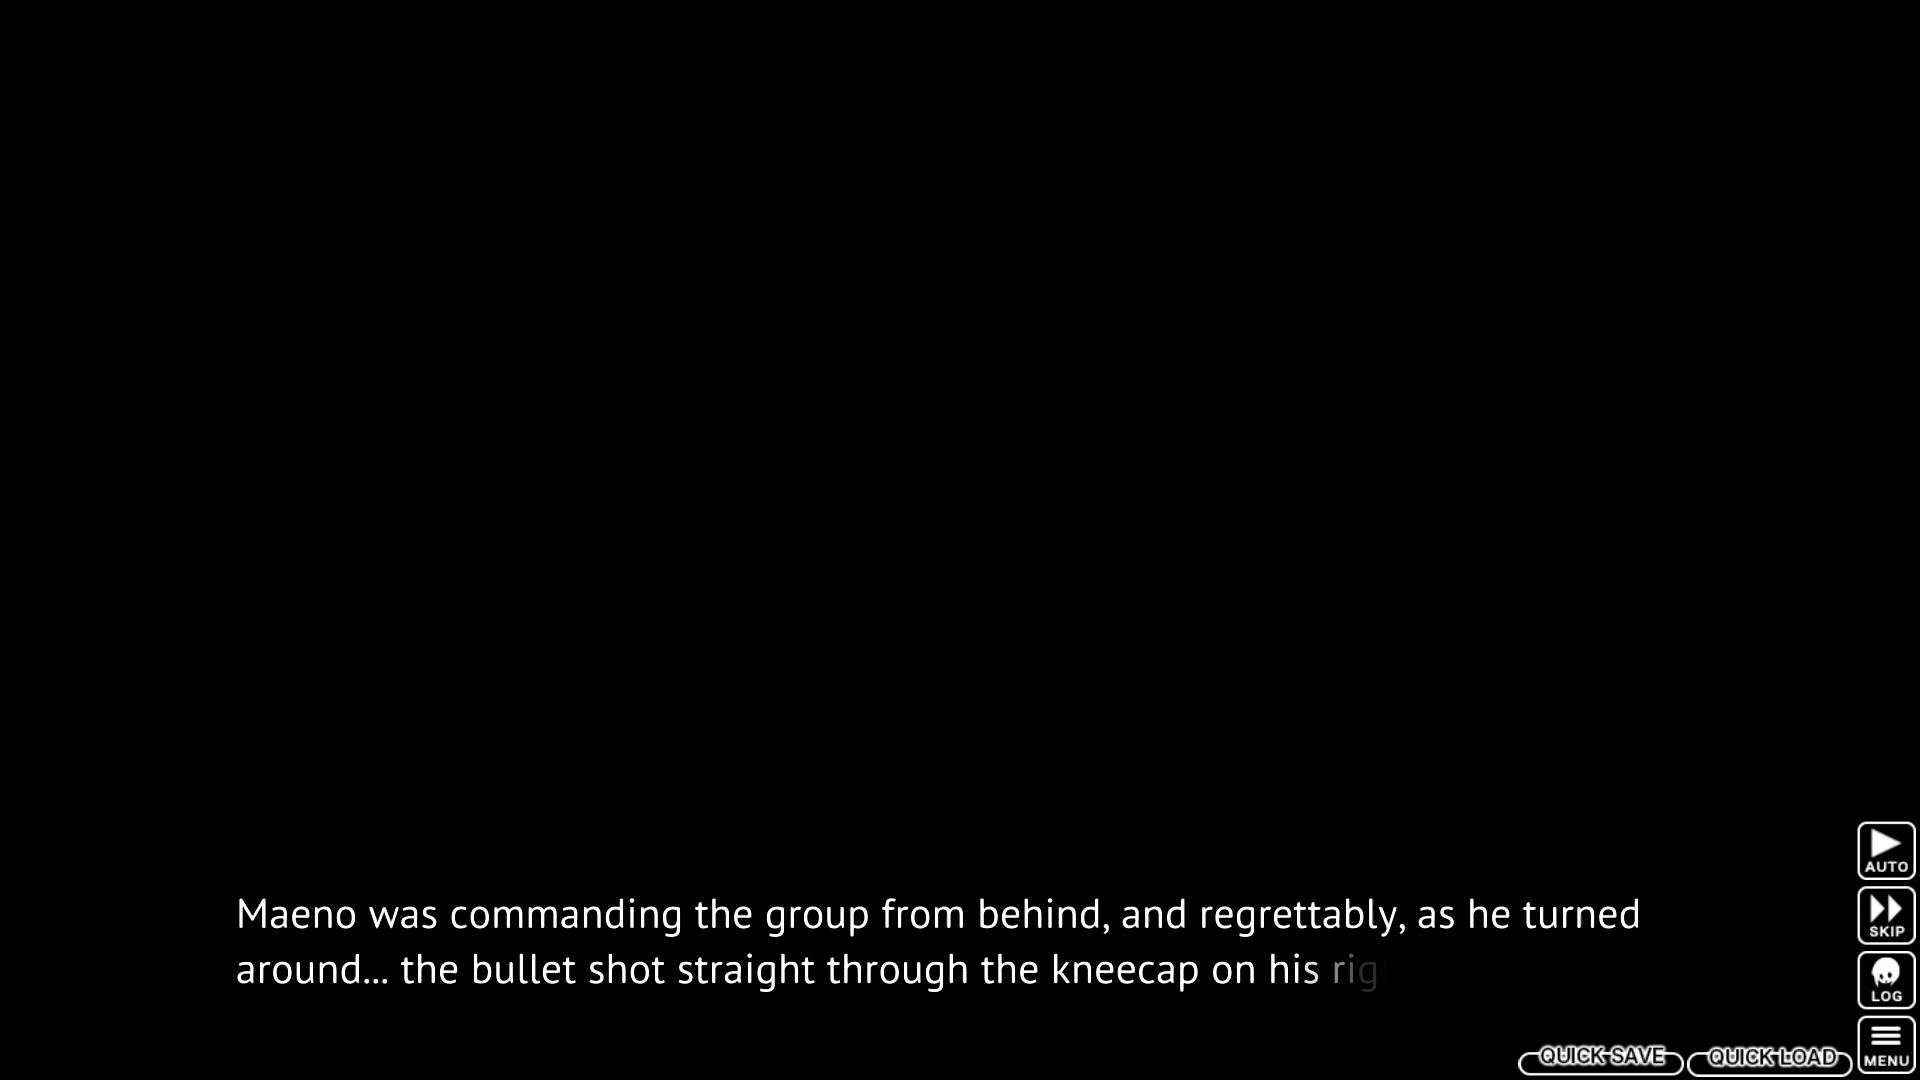 Maeno was commanding the group from behind, and regrettably, as he turned
around... the bullet shot straight through the kneecap on his rig
AUTO
SKIP
LOG
QUICK SAVE QUICK LOAD MENU